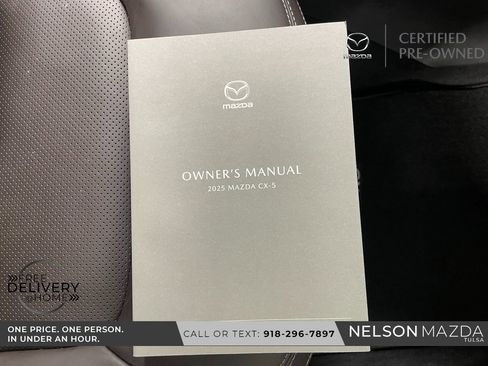 CERTIFIED
PRE-OWNED
mazda
mazda
OWNER'S MANUAL
2025 MAZDA CX-5
FREE
DELIVERY
@HOME
ONE PRICE. ONE PERSON.
IN UNDER AN HOUR.
CALL OR TEXT: 918-296-7897
NELSON MAZDA
TULSA